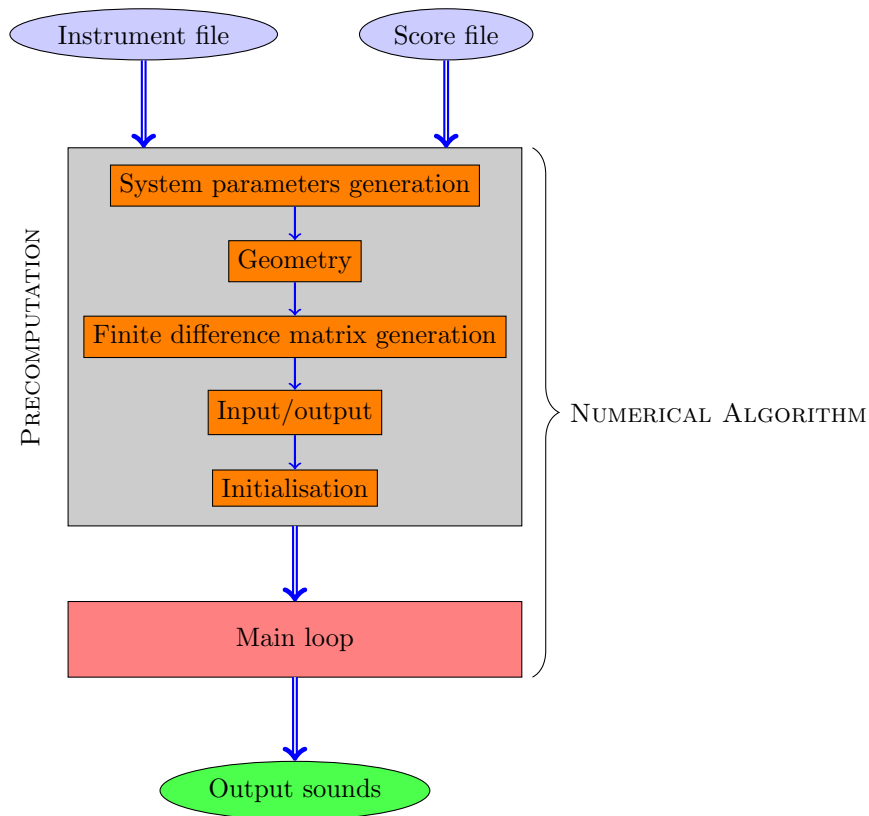 Instrument file
Score file
System parameters generation
Geometry
Finite difference matrix generation
Input/output
Initialisation
PRECOMPUTATION
NUMERICAL ALGORITHM
Main loop
Output sounds